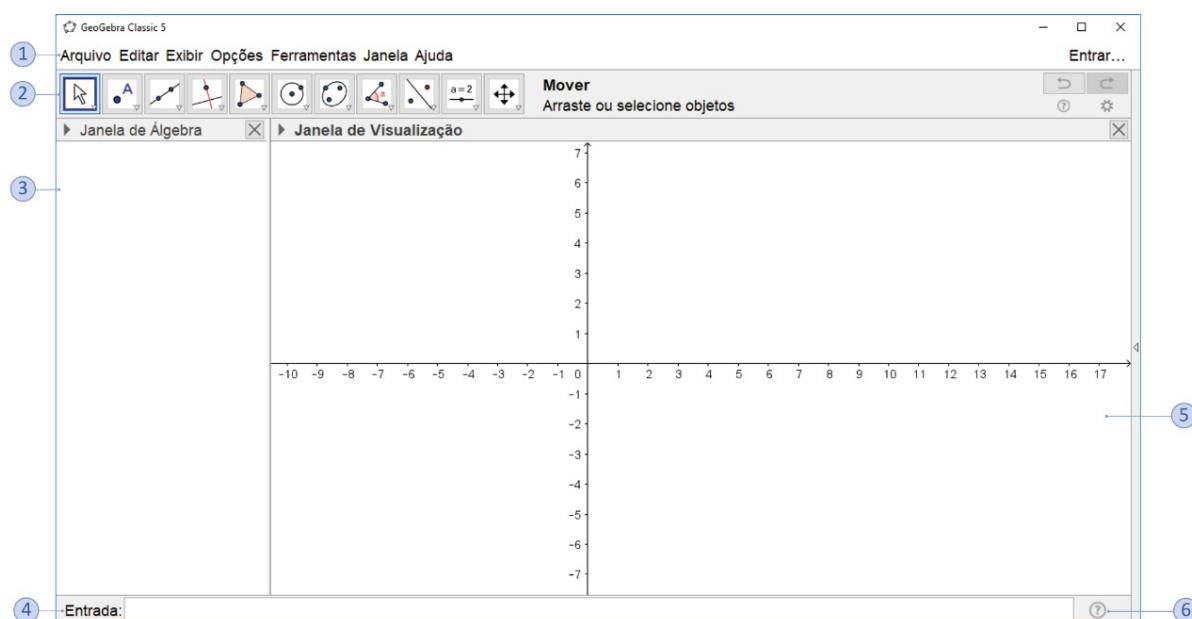 GeoGebra Classic 5
1
Arquivo Editar Exibir Opções Ferramentas Janela Ajuda
Entrar...
2
A
α
a=2
Mover
Arraste ou selecione objetos
Janela de Álgebra
Janela de Visualização
3
7
6
5
4
3
2
1
-10 -9 -8 -7 -6 -5 -4 -3 -2 -1 0 1 2 3 4 5 6 7 8 9 10 11 12 13 14 15 16 17
-1
-2
-3
-4
-5
-6
-7
5
4
Entrada:
?
6